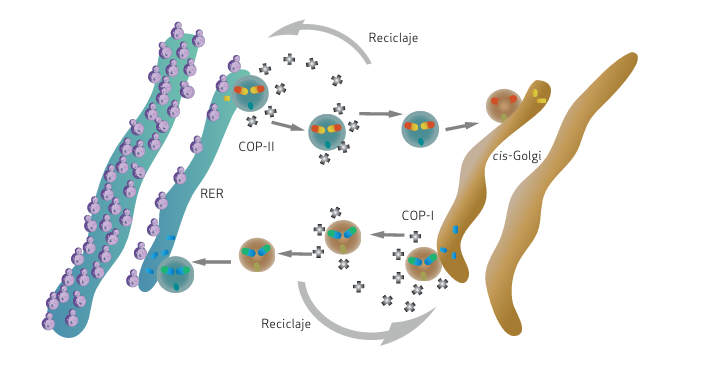 Reciclaje
COP-II
cis-Golgi
RER
COP-I
Reciclaje